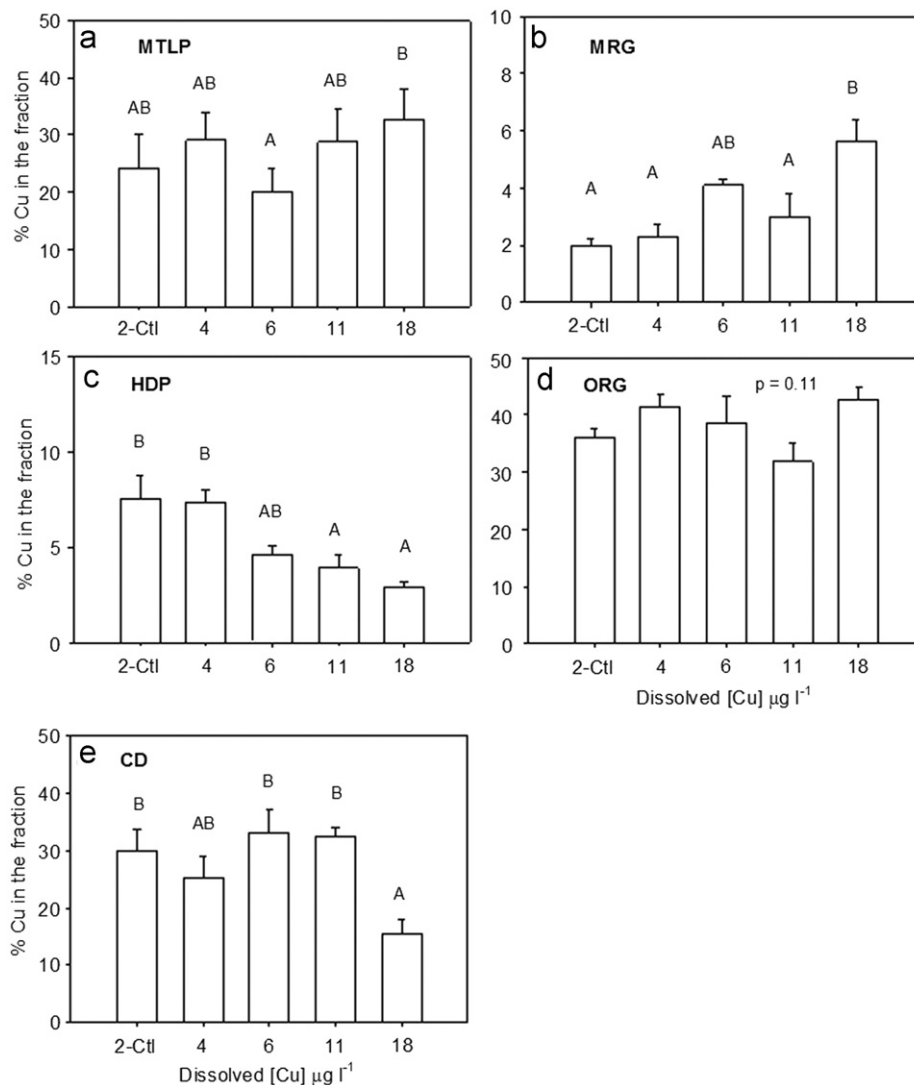 a MTLP
% Cu in the fraction
50
40
30
20
10
0
AB AB A AB B
2-Ctl 4 6 11 18
b MRG
10
8
6
4
2
0
A A AB A B
2-Ctl 4 6 11 18
c HDP
% Cu in the fraction
15
10
5
0
B B AB A A
2-Ctl 4 6 11 18
d ORG
p = 0.11
50
40
30
20
10
0
2-Ctl 4 6 11 18
Dissolved [Cu] µg l⁻¹
e CD
% Cu in the fraction
50
40
30
20
10
0
B AB B B A
2-Ctl 4 6 11 18
Dissolved [Cu] µg l⁻¹